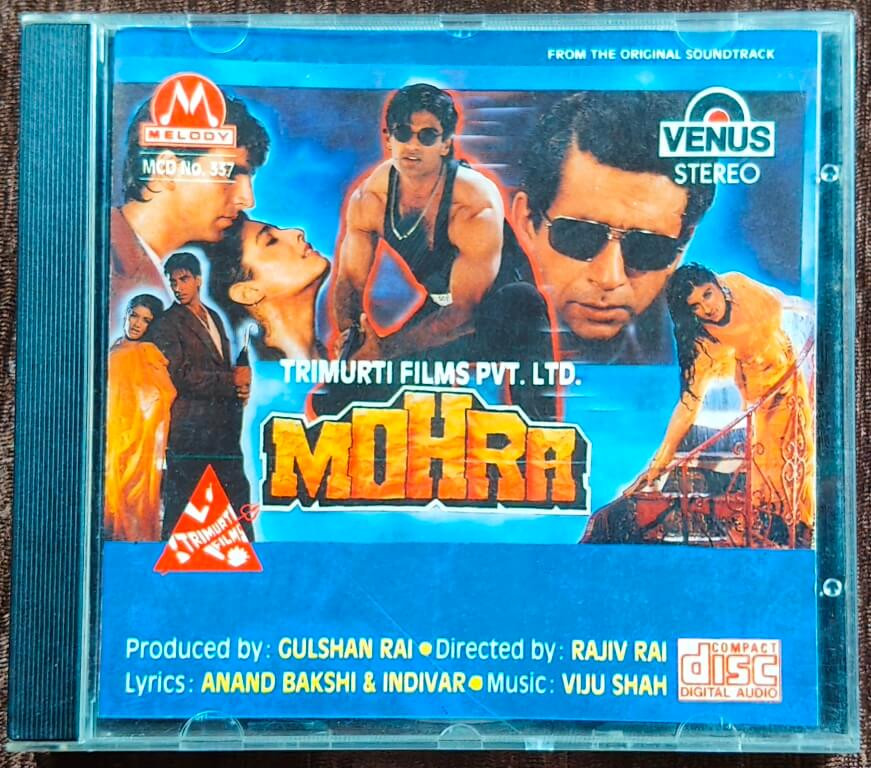 FROM THE ORIGINAL SOUNDTRACK
MELODY
MCD No. 337
VENUS
STEREO
TRIMURTI FILMS PVT. LTD.
MOHRA
TRIMURTI
FILMS
Produced by: GULSHAN RAI • Directed by: RAJIV RAI
Lyrics: ANAND BAKSHI & INDIVAR • Music: VIJU SHAH
COMPACT
disc
DIGITAL AUDIO